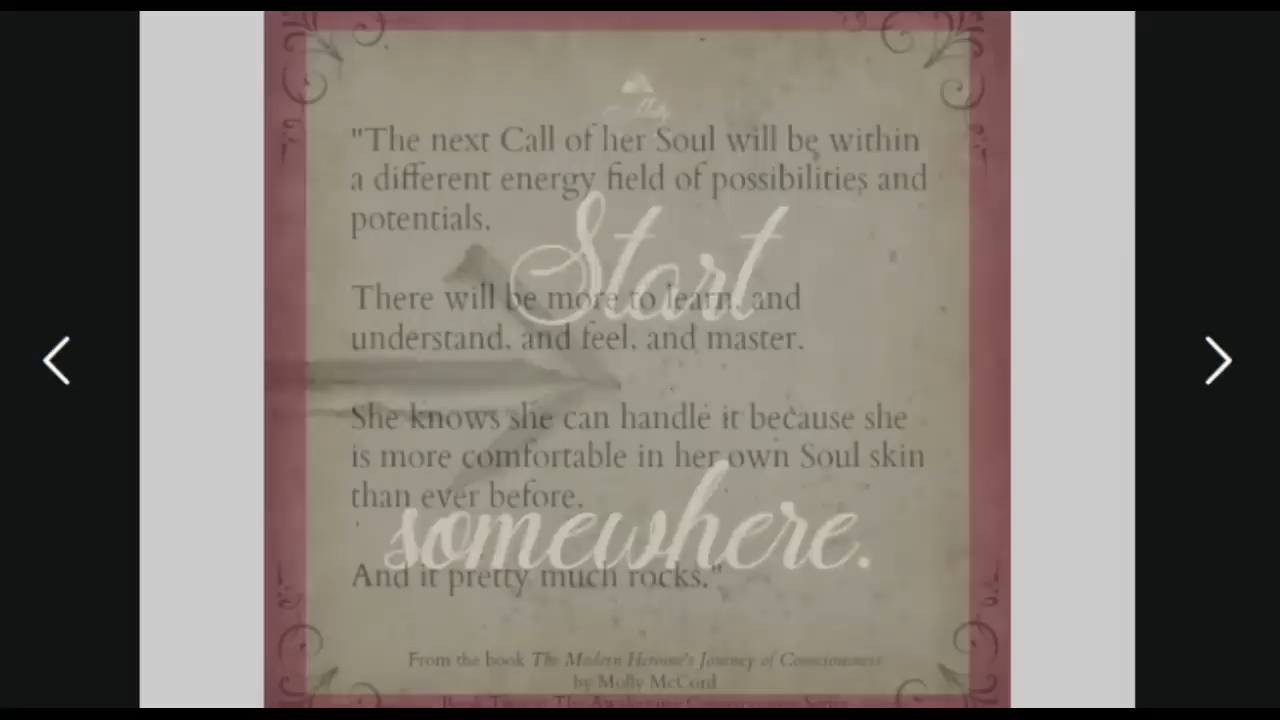 "The next Call of her Soul will be within
a different energy field of possibilities and
potentials.
Start
There will be more to learn, and
understand, and feel, and master.
She knows she can handle it because she
is more comfortable in her own Soul skin
than ever before.
somewhere.
And it pretty much rocks."
From the book The Modern Heroine's Journey of Consciousness
by Molly McCord